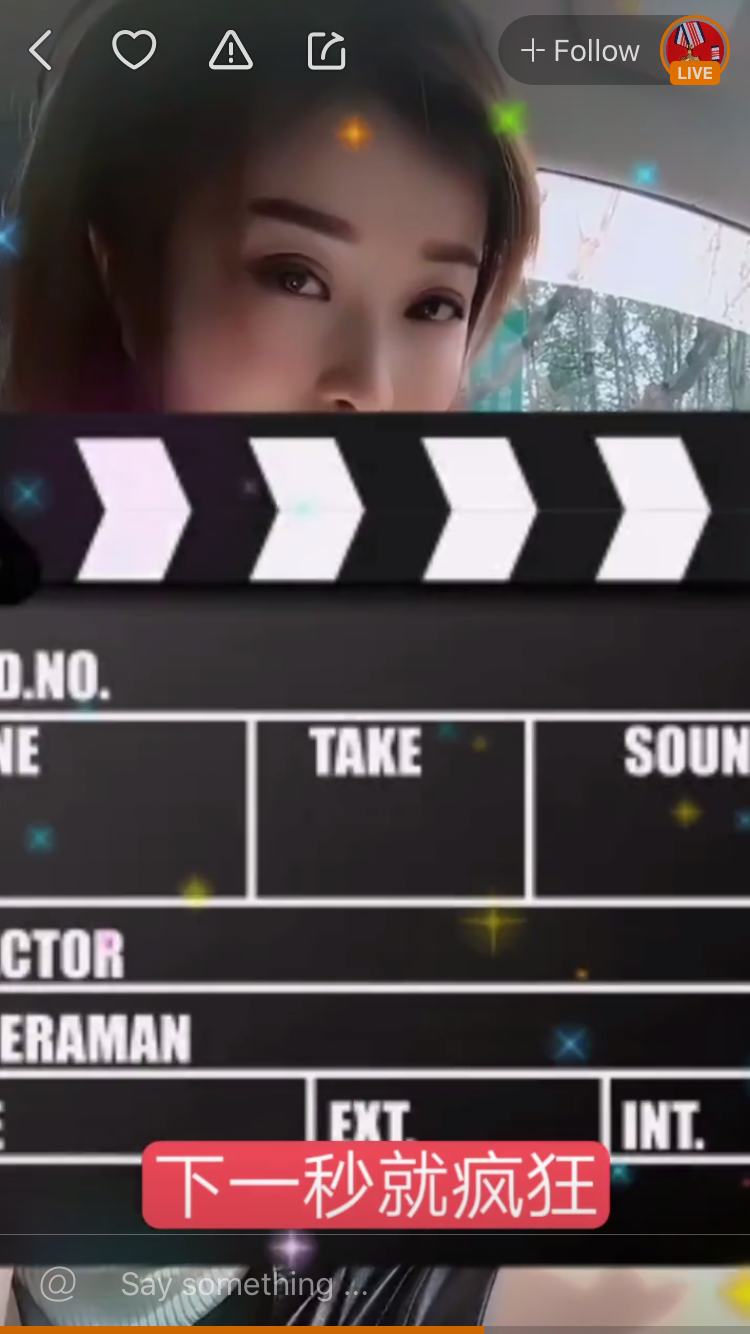 Follow
LIVE
D.NO.
NE
TAKE
SOUN
CTOR
ERAMAN
E
EXT.
INT.
下一秒就疯狂
@ Say something ...